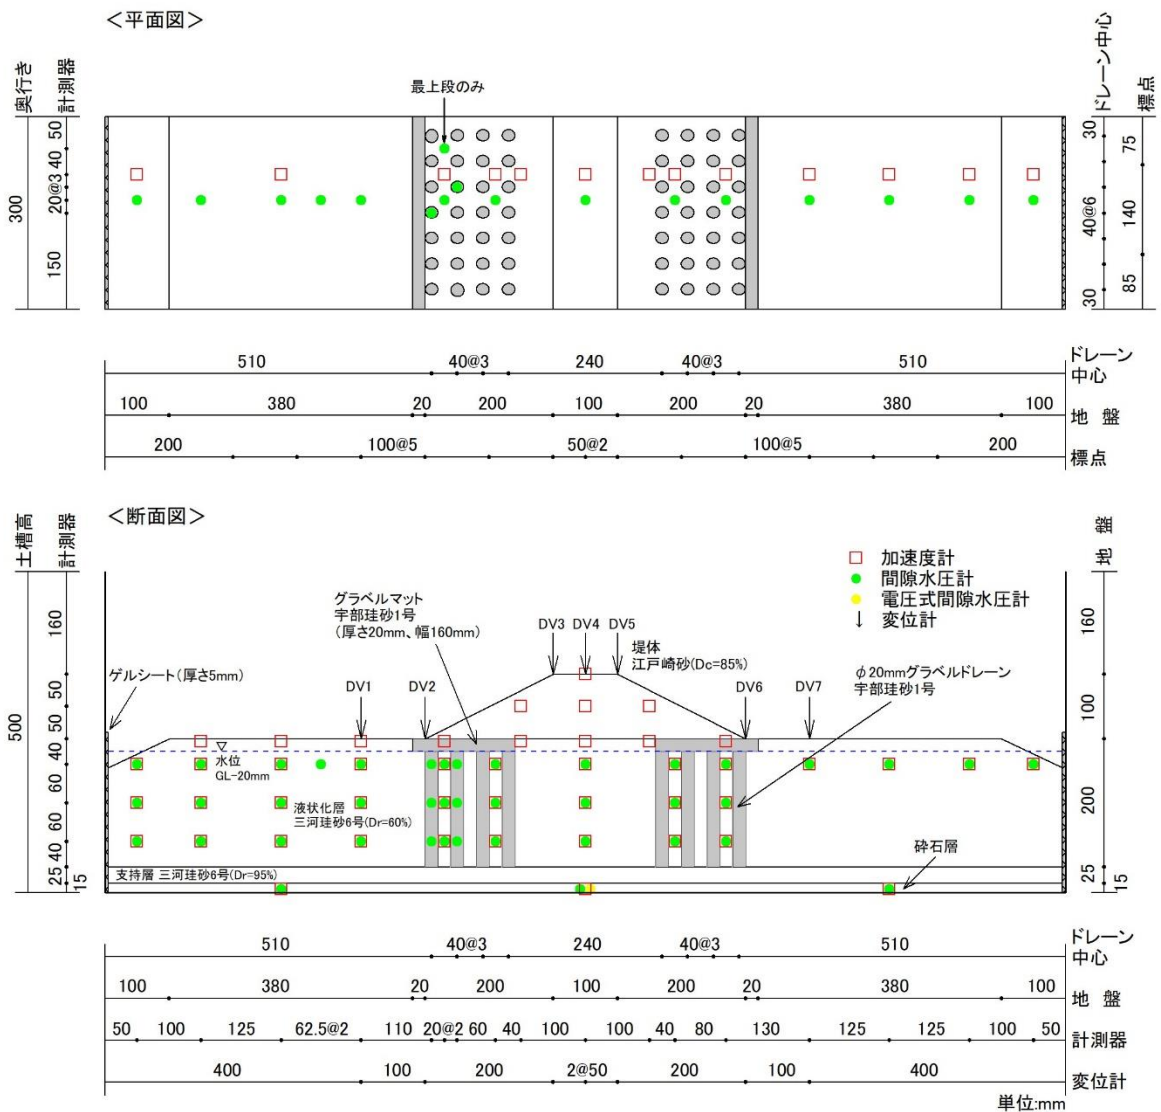 ＜平面図＞
奥行き
計測器
ドレーン中心
標点
300
50
40
20@3
150
最上段のみ
30
40@6
30
75
140
85
510
40@3
240
40@3
510
ドレーン
中心
100
380
20
200
100
200
20
380
100
地 盤
200
100@5
50@2
100@5
200
標点
＜断面図＞
土槽高
計測器
地 盤
加速度計
間隙水圧計
電圧式間隙水圧計
変位計
グラベルマット
宇部珪砂1号
（厚さ20mm、幅160mm）
DV3
DV4
DV5
堤体
江戸崎砂(Dc=85%)
φ20mmグラベルドレーン
宇部珪砂1号
ゲルシート(厚さ5mm)
DV1
DV2
DV6
DV7
水位
GL-20mm
液状化層
三河珪砂6号(Dr=60%)
支持層 三河珪砂6号(Dr=95%)
砕石層
500
160
50
50
40
60
60
40
25
15
160
100
200
25
15
510
40@3
240
40@3
510
ドレーン
中心
100
380
20
200
100
200
20
380
100
地 盤
50
100
125
62.5@2
110
20@2
60
40
100
100
40
80
130
125
125
100
50
計測器
400
100
200
2@50
200
100
400
変位計
単位:mm